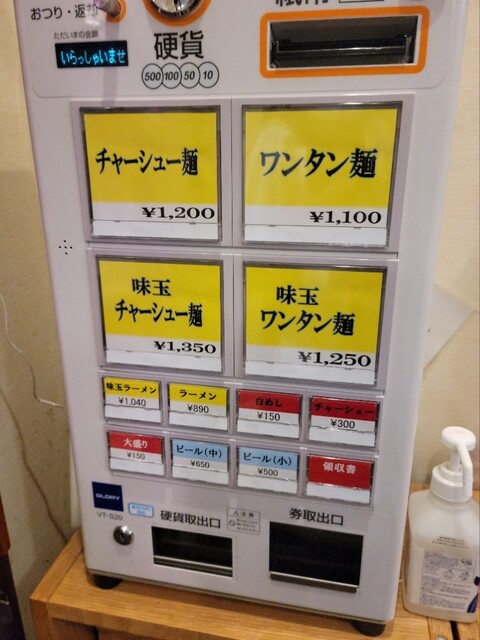 おつり・返却
ただいまの金額
いらっしゃいませ
硬貨
500 100 50 10
チャーシュー麺
¥1,200
ワンタン麺
¥1,100
味玉
チャーシュー麺
¥1,350
味玉
ワンタン麺
¥1,250
味玉ラーメン
¥1,040
ラーメン
¥890
白めし
¥150
チャーシュー
¥300
大盛り
¥150
ビール(中)
¥650
ビール(小)
¥500
領収書
GLORY
VT-S20
硬貨取出口
券取出口